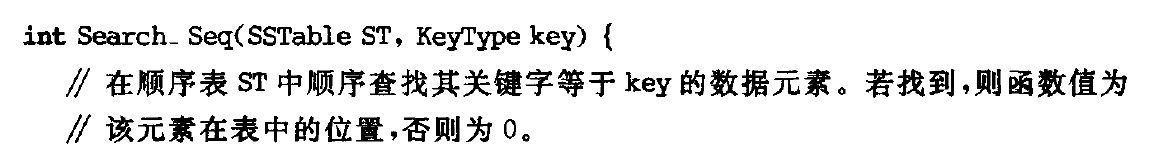 int Search_ Seq(SSTable ST, KeyType key) {
// 在顺序表 ST 中顺序查找其关键字等于 key 的数据元素。若找到,则函数值为
// 该元素在表中的位置,否则为 0。